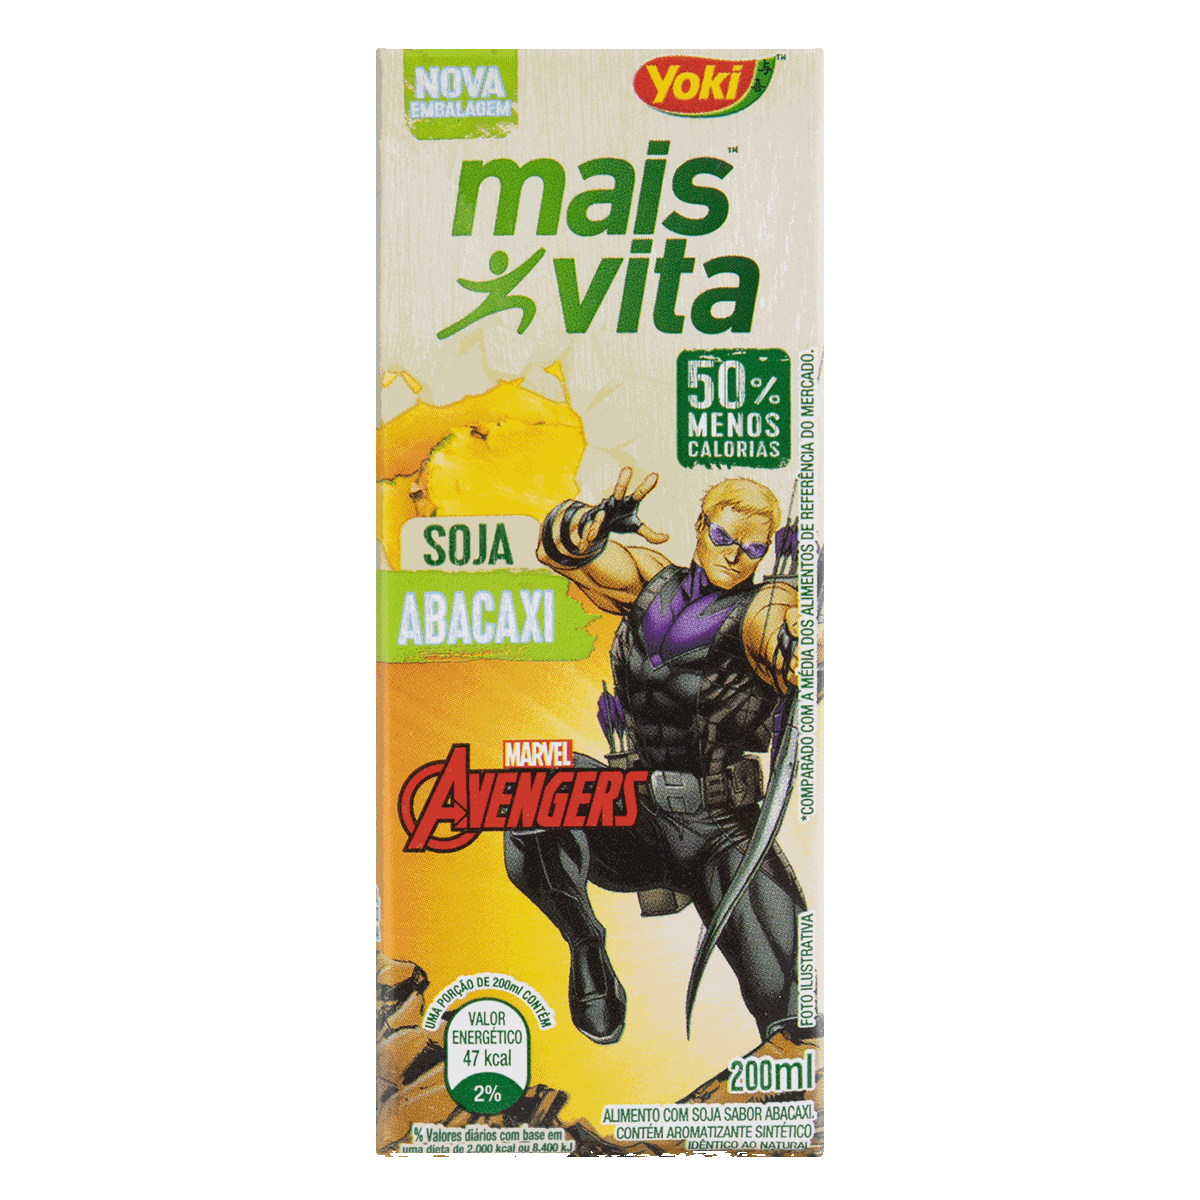 NOVA
EMBALAGEM
Yoki™
mais™
vita
50%
MENOS
CALORIAS
*COMPARADO COM A MÉDIA DOS ALIMENTOS DE REFERÊNCIA DO MERCADO.
SOJA
ABACAXI
MARVEL
AVENGERS
FOTO ILUSTRATIVA
UMA PORÇÃO DE 200ml CONTÉM
VALOR
ENERGÉTICO
47 kcal
2%
200ml
ALIMENTO COM SOJA SABOR ABACAXI.
CONTÉM AROMATIZANTE SINTÉTICO
IDÊNTICO AO NATURAL
% Valores diários com base em
uma dieta de 2.000 kcal ou 8.400 kJ